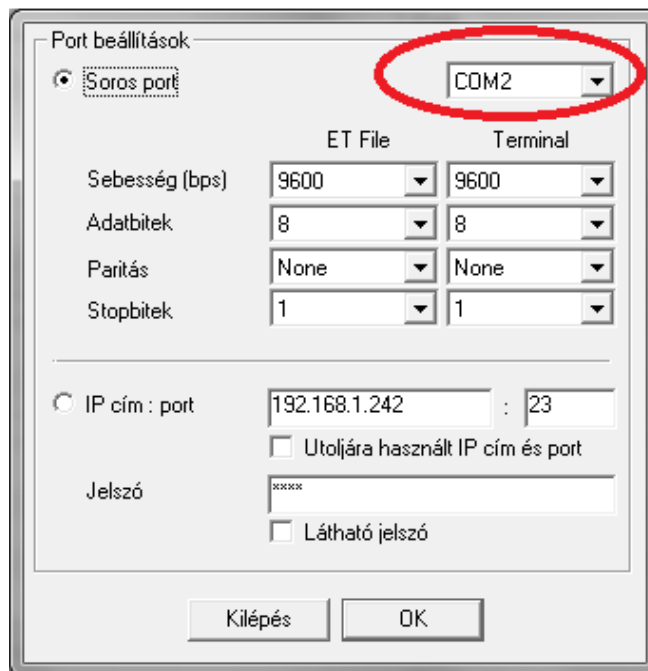 Port beállítások
Soros port COM2
ET File Terminal
Sebesség (bps) 9600 9600
Adatbitek 8 8
Paritás None None
Stopbitek 1 1
IP cím : port 192.168.1.242 : 23
Utoljára használt IP cím és port
Jelszó ****
Látható jelszó
Kilépés OK